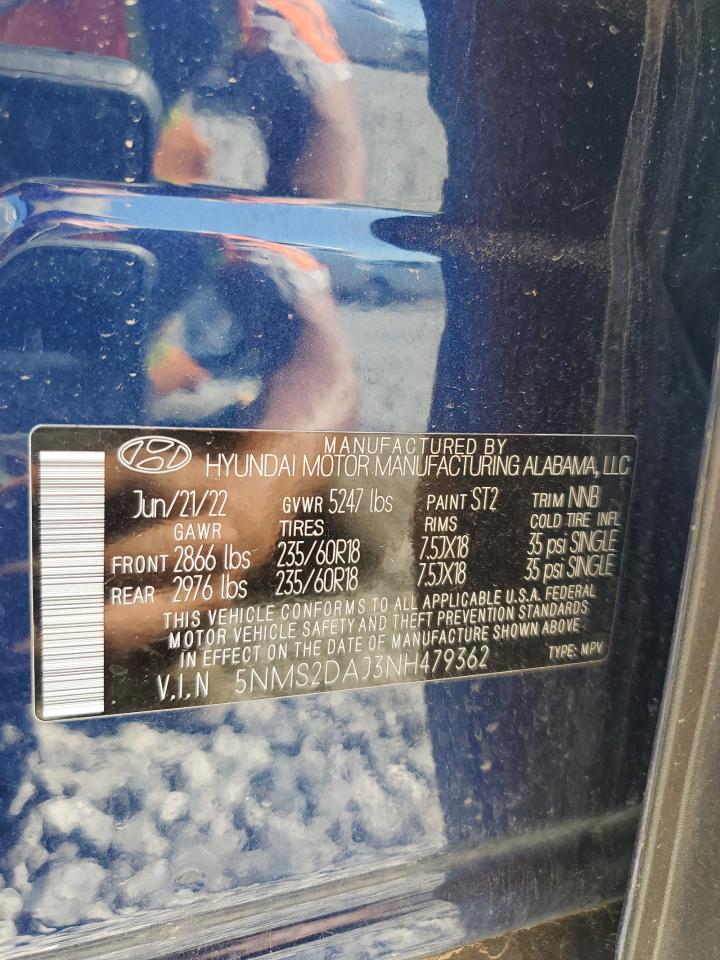 MANUFACTURED BY
HYUNDAI MOTOR MANUFACTURING ALABAMA, LLC
Jun/21/22 GVWR 5247 lbs PAINT ST2 TRIM NNB
GAWR TIRES RIMS COLD TIRE INFL
FRONT 2866 lbs 235/60R18 7.5JX18 35 psi SINGLE
REAR 2976 lbs 235/60R18 7.5JX18 35 psi SINGLE
THIS VEHICLE CONFORMS TO ALL APPLICABLE U.S.A. FEDERAL
MOTOR VEHICLE SAFETY AND THEFT PREVENTION STANDARDS
IN EFFECT ON THE DATE OF MANUFACTURE SHOWN ABOVE.
V.I.N 5NMS2DAJ3NH479362 TYPE: MPV